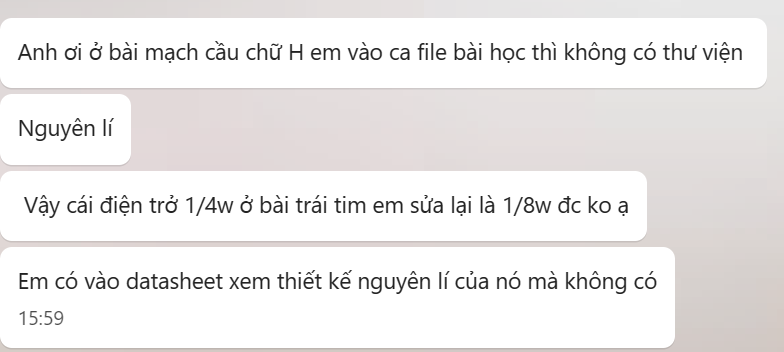 Anh ơi ở bài mạch cầu chữ H em vào ca file bài học thì không có thư viện
Nguyên lí
Vậy cái điện trở 1/4w ở bài trái tim em sửa lại là 1/8w đc ko ạ
Em có vào datasheet xem thiết kế nguyên lí của nó mà không có
15:59